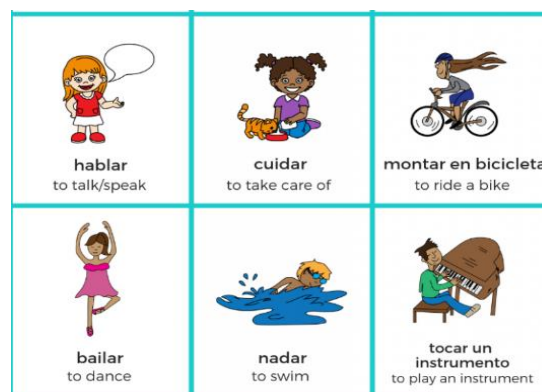 hablar
to talk/speak
cuidar
to take care of
montar en bicicleta
to ride a bike
bailar
to dance
nadar
to swim
tocar un
instrumento
to play an instrument